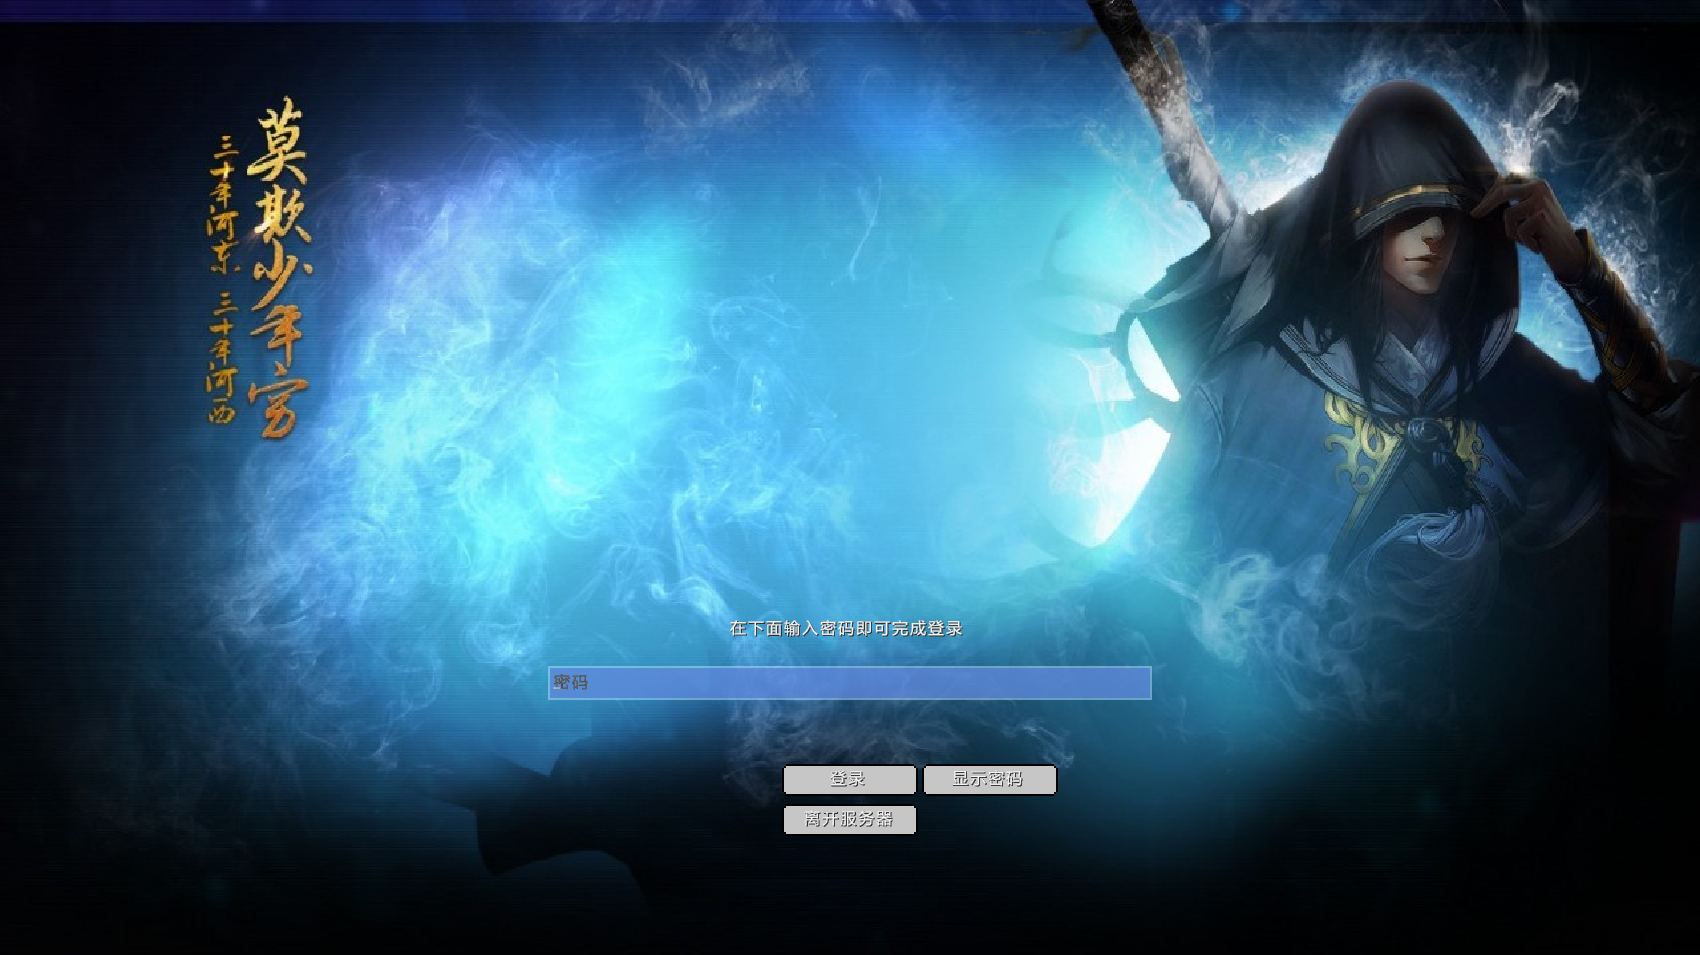 莫欺少年穷
三十年河东 三十年河西
在下面输入密码即可完成登录
密码
登录
显示密码
离开服务器